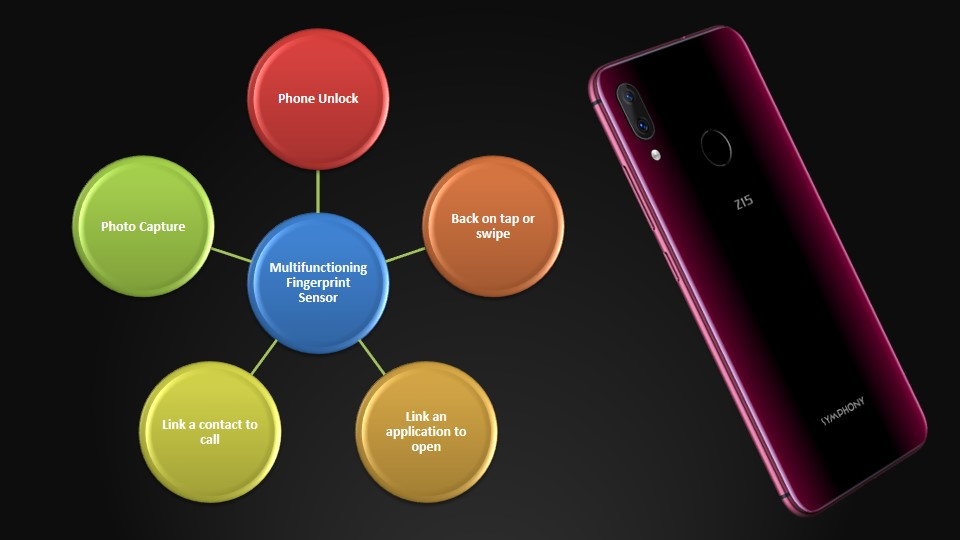 Phone Unlock
Back on tap or
swipe
Link an
application to
open
Link a contact to
call
Photo Capture
Multifunctioning
Fingerprint
Sensor
Z15
SYMPHONY